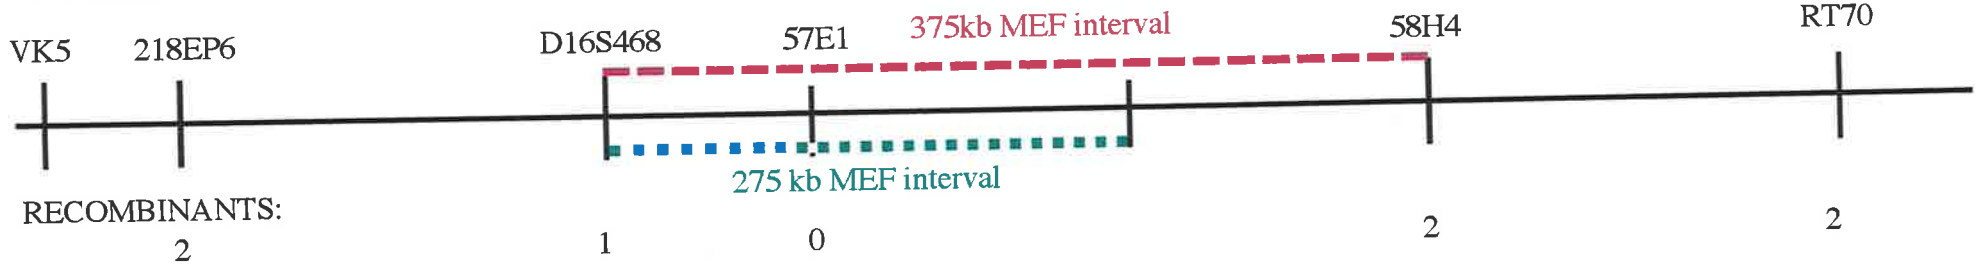 VK5 218EP6 D16S468 57E1 375kb MEF interval 58H4 RT70
275 kb MEF interval
RECOMBINANTS:
2 1 0 2 2